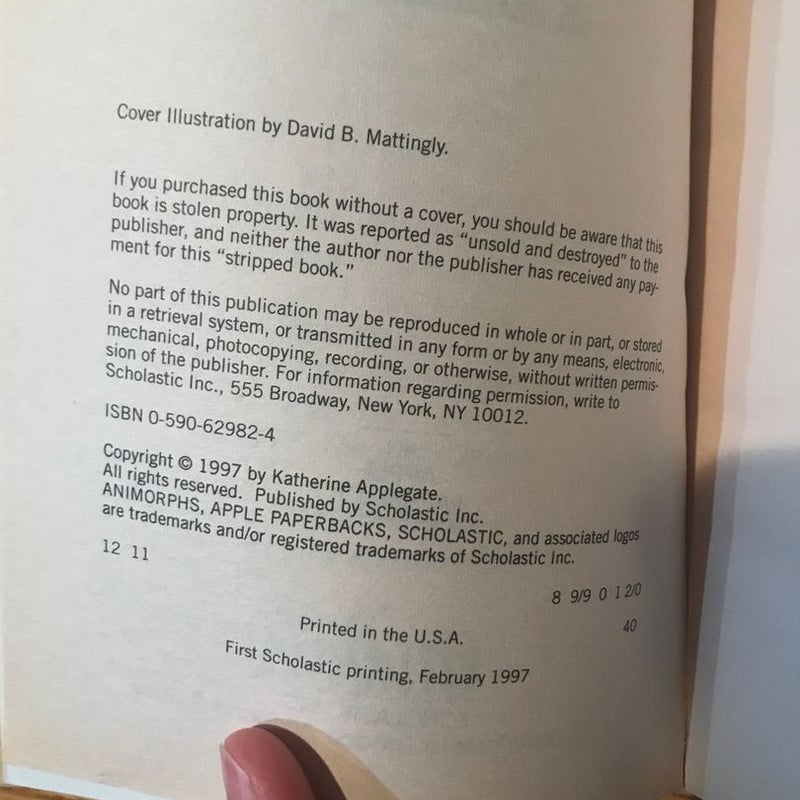 Cover Illustration by David B. Mattingly.
If you purchased this book without a cover, you should be aware that this
book is stolen property. It was reported as “unsold and destroyed” to the
publisher, and neither the author nor the publisher has received any pay-
ment for this “stripped book.”
No part of this publication may be reproduced in whole or in part, or stored
in a retrieval system, or transmitted in any form or by any means, electronic,
mechanical, photocopying, recording, or otherwise, without written permis-
sion of the publisher. For information regarding permission, write to
Scholastic Inc., 555 Broadway, New York, NY 10012.
ISBN 0-590-62982-4
Copyright © 1997 by Katherine Applegate.
All rights reserved. Published by Scholastic Inc.
ANIMORPHS, APPLE PAPERBACKS, SCHOLASTIC, and associated logos
are trademarks and/or registered trademarks of Scholastic Inc.
12 11
8 9/9 0 1 2/0
40
Printed in the U.S.A.
First Scholastic printing, February 1997